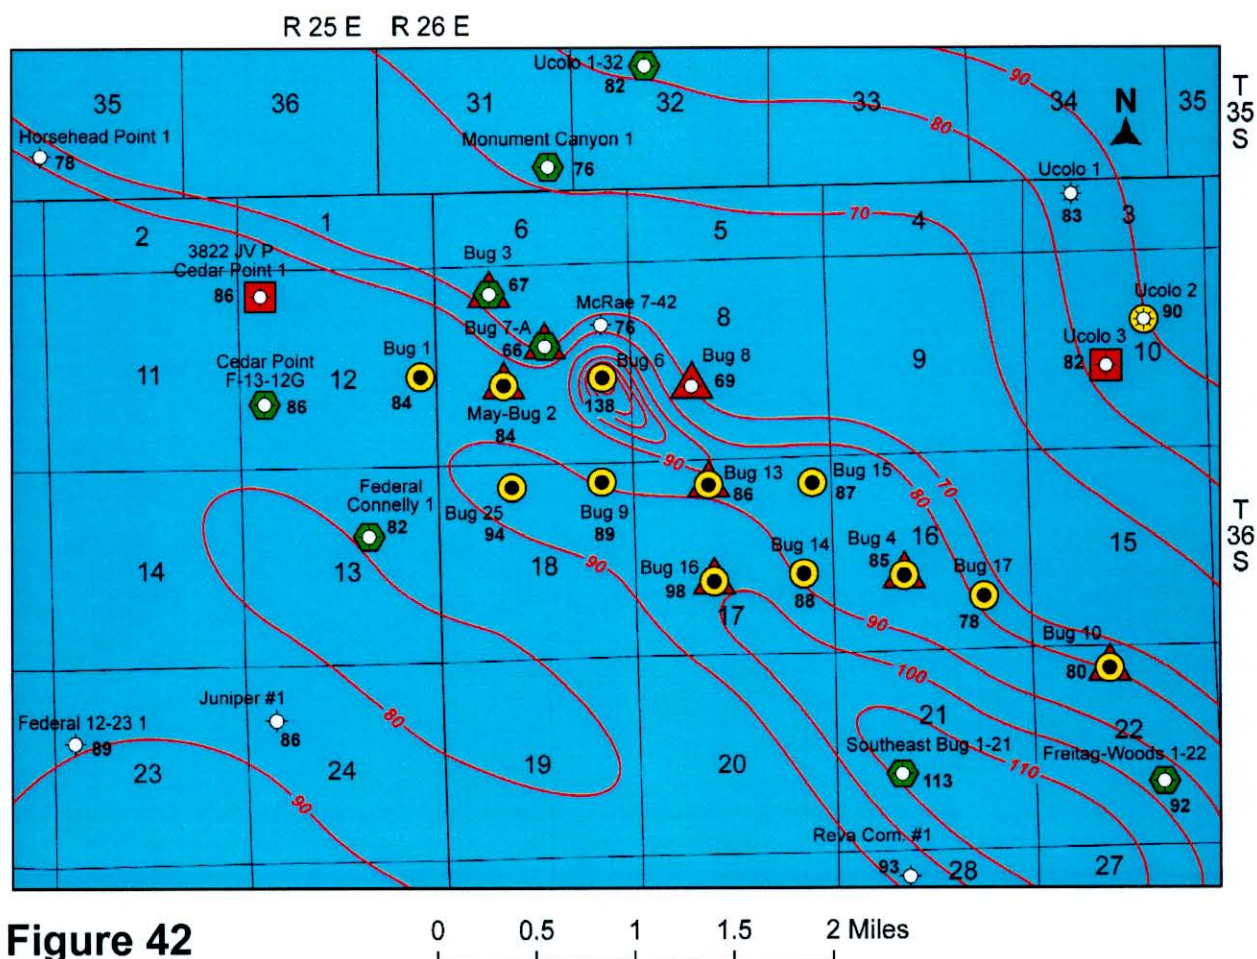 R 25 E R 26 E
Ucolo 1-32
82
90
35
36
31
32
33
34
N
35
T
35
S
80
Horsehead Point 1
78
Monument Canyon 1
76
Ucolo 1
83
3
2
1
6
5
70
4
3822 JV P
Cedar Point 1
86
Bug 3
67
McRae 7-42
76
8
Ucolo 2
90
Bug 7-A
66
Ucolo 3
82
10
11
Cedar Point
F-13-12G
86
12
Bug 1
84
Bug 6
138
Bug 8
69
9
May-Bug 2
84
90
Bug 13
86
Bug 15
87
80
70
Federal
Connelly 1
82
Bug 25
94
Bug 9
89
T
36
S
14
13
18
90
Bug 16
98
17
Bug 14
88
Bug 4
85
16
Bug 17
78
15
90
Bug 10
80
100
Juniper #1
86
80
Federal 12-23 1
89
23
24
90
19
20
21
Southeast Bug 1-21
113
110
22
Freitag-Woods 1-22
92
Reva Com. #1
93
28
27
Figure 42
0 0.5 1 1.5 2 Miles